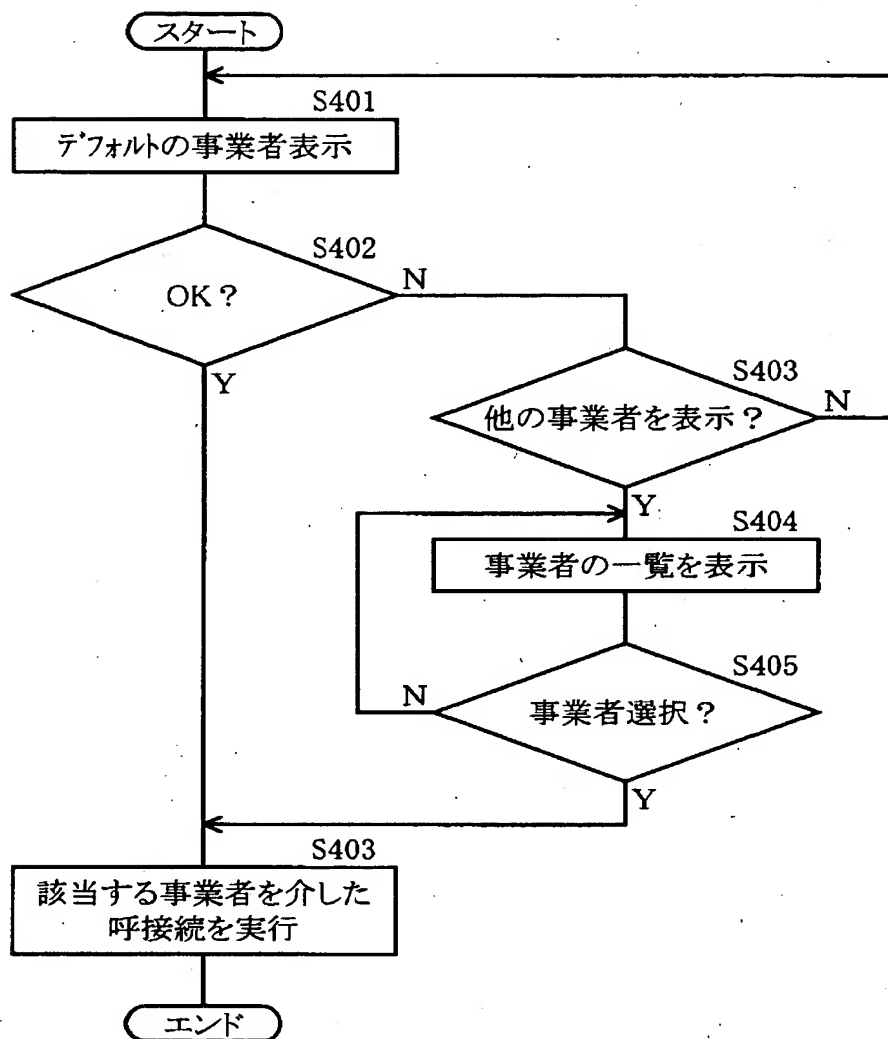 スタート
S401
デフォルトの事業者表示
S402
OK？
N
Y
S403
他の事業者を表示？
N
Y
S404
事業者の一覧を表示
S405
事業者選択？
N
Y
S403
該当する事業者を介した
呼接続を実行
エンド